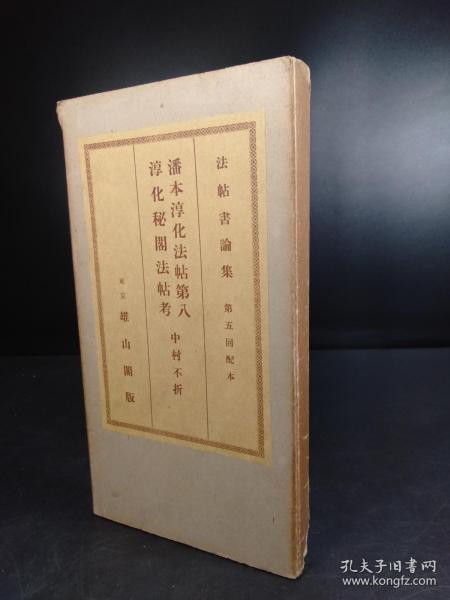 法帖書論集 第五回配本
潘本淳化法帖第八
淳化秘閣法帖考 中村不折
東京 雄山閣版
孔夫子旧书网
www.kongfz.com